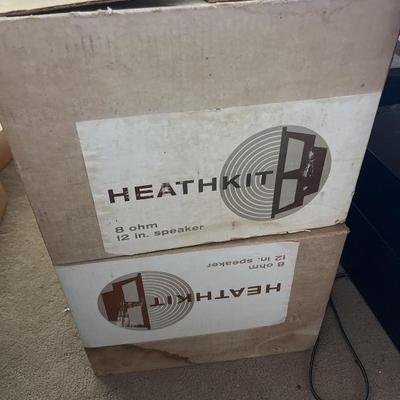 HEATHKIT
8 ohm
12 in. speaker
HEATHKIT
8 ohm
12 in. speaker